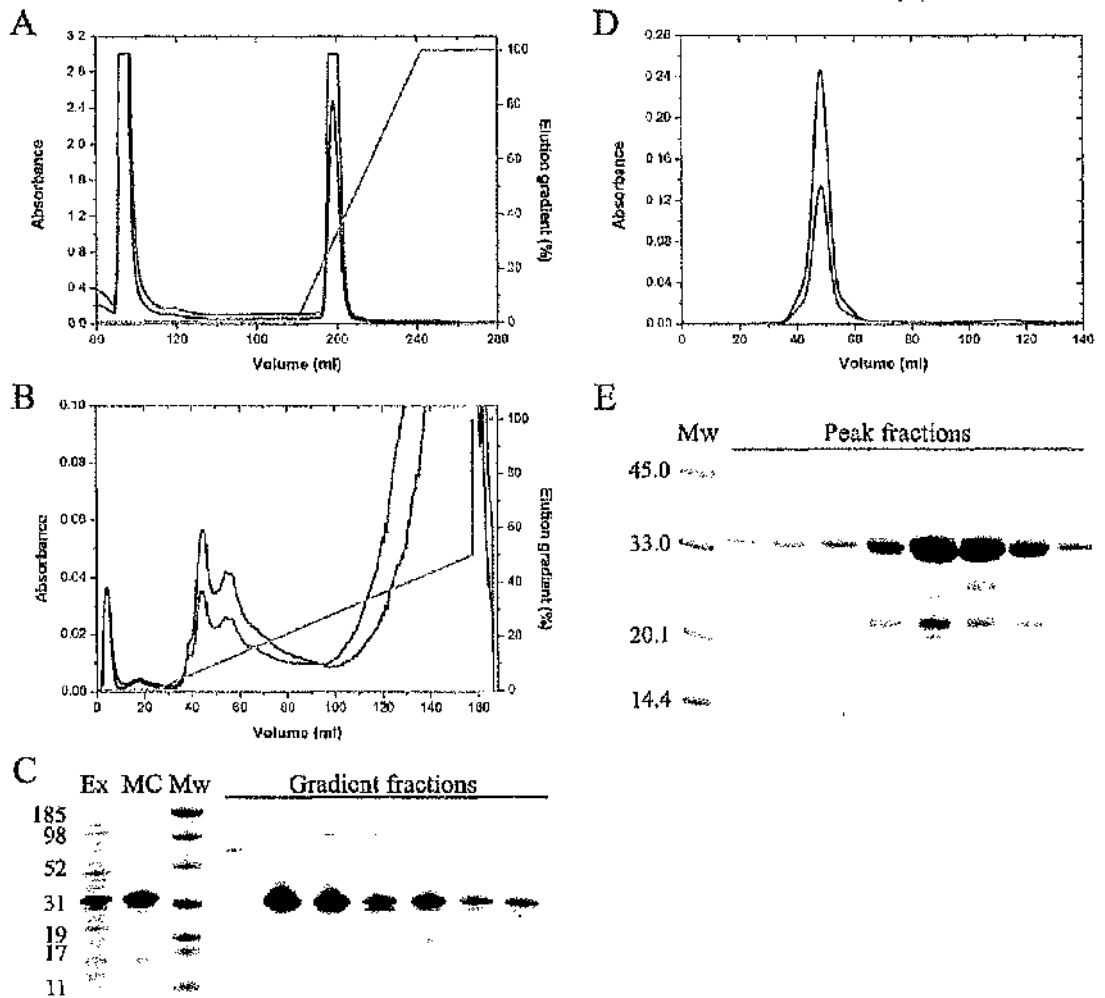 A
3.2
2.8
2.4
2.0
1.6
1.2
0.8
0.4
0.0
Absorbance
100
80
60
40
20
0
Elution gradient (%)
80 120 160 200 240 280
Volume (ml)
B
0.10
0.08
0.06
0.04
0.02
0.00
Absorbance
100
80
60
40
20
0
Elution gradient (%)
0 20 40 60 80 100 120 140 160
Volume (ml)
C
Ex MC Mw Gradient fractions
185
98
52
31
19
17
11
D
0.28
0.24
0.20
0.16
0.12
0.08
0.04
0.00
Absorbance
0 20 40 60 80 100 120 140
Volume (ml)
E
Mw Peak fractions
45.0
33.0
20.1
14.4